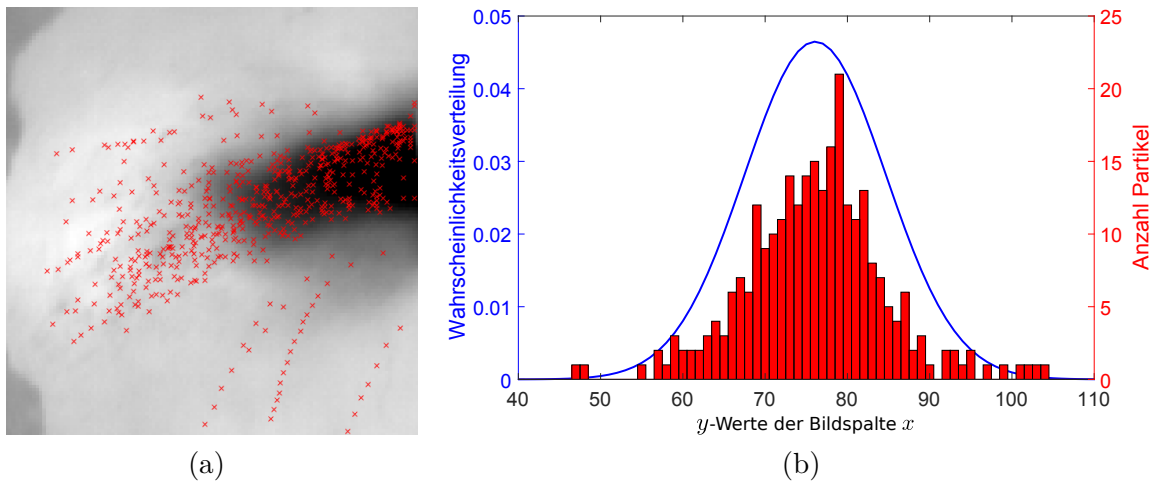 0.05
0.04
0.03
0.02
0.01
0
Wahrscheinlichkeitsverteilung
25
20
15
10
5
0
Anzahl Partikel
40 50 60 70 80 90 100 110
y-Werte der Bildspalte x
(a) (b)